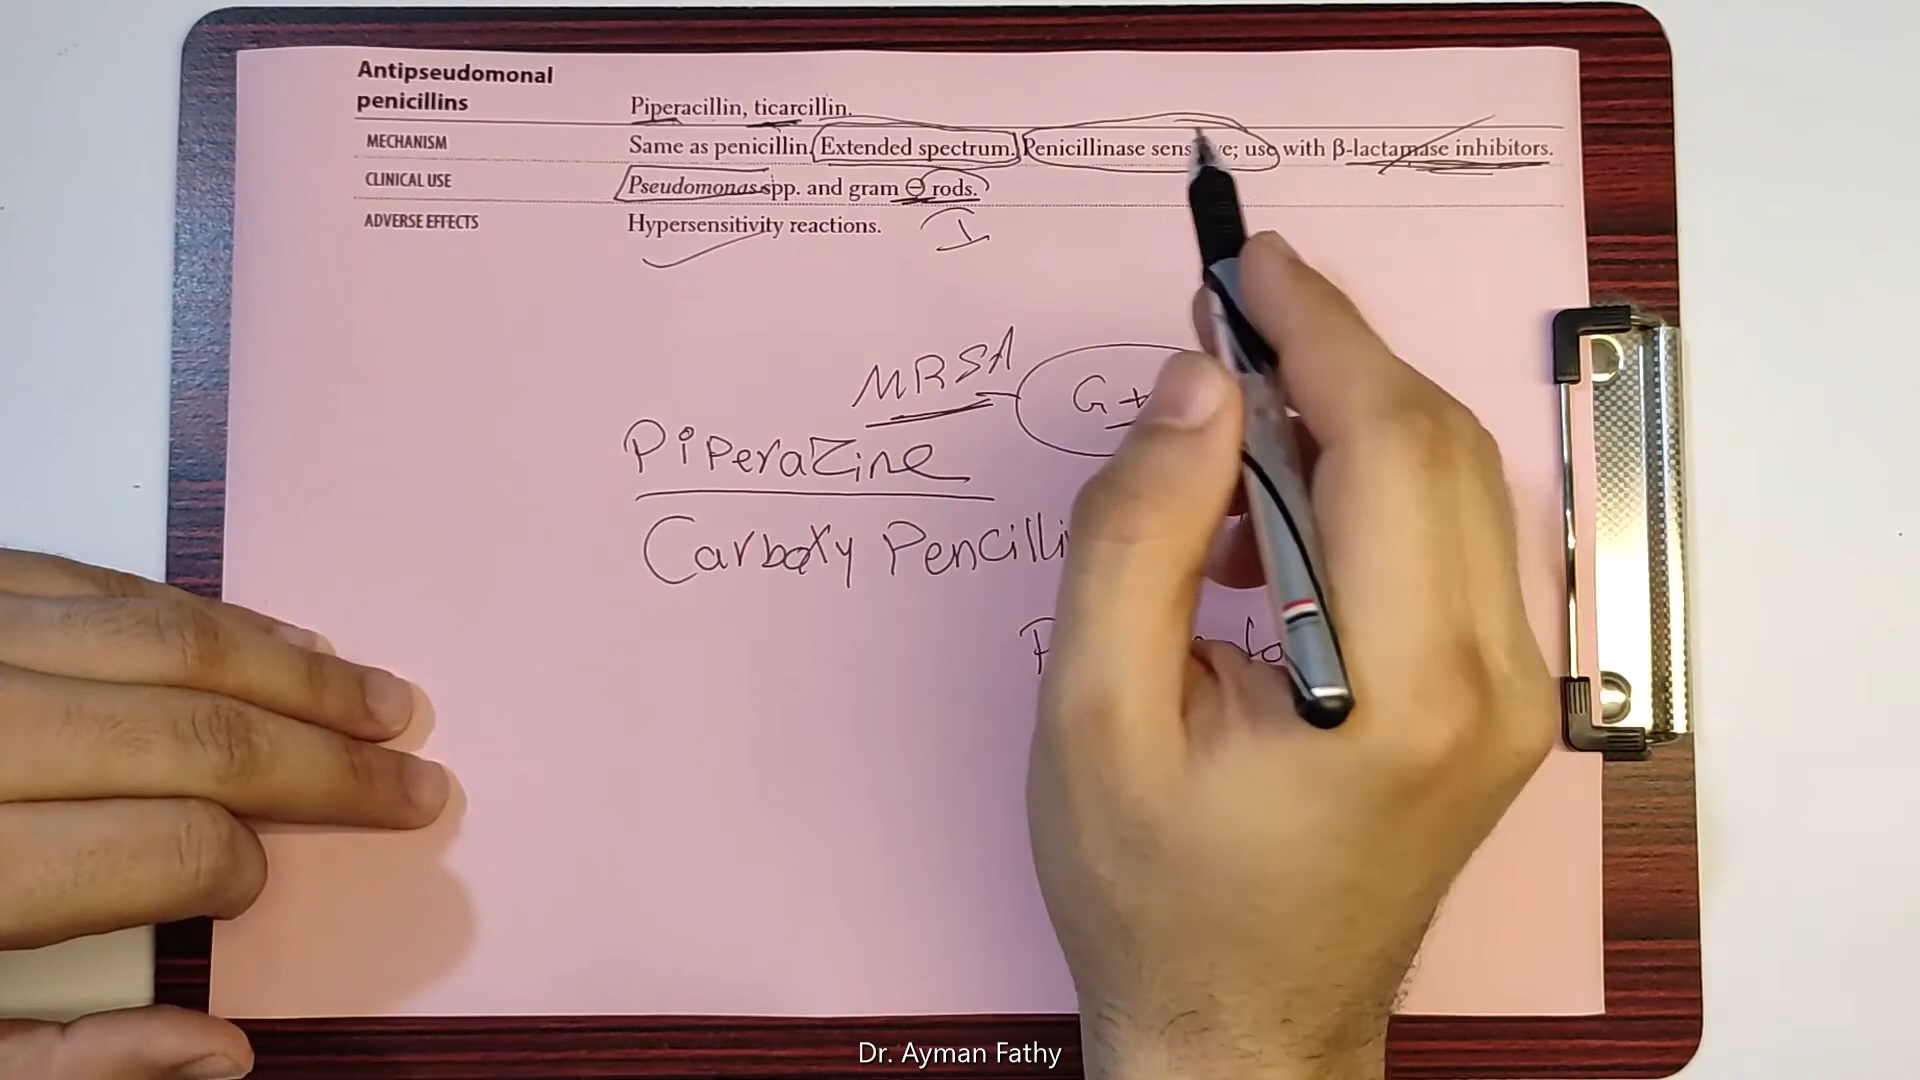 Antipseudomonal
penicillins
Piperacillin, ticarcillin.
MECHANISM
Same as penicillin. Extended spectrum. Penicillinase sens ve; use with β-lactamase inhibitors.
CLINICAL USE
Pseudomonas spp. and gram ⊖ rods.
ADVERSE EFFECTS
Hypersensitivity reactions.
I
MRSA
G+
Piperazine
Carboxy Pencilli
Dr. Ayman Fathy